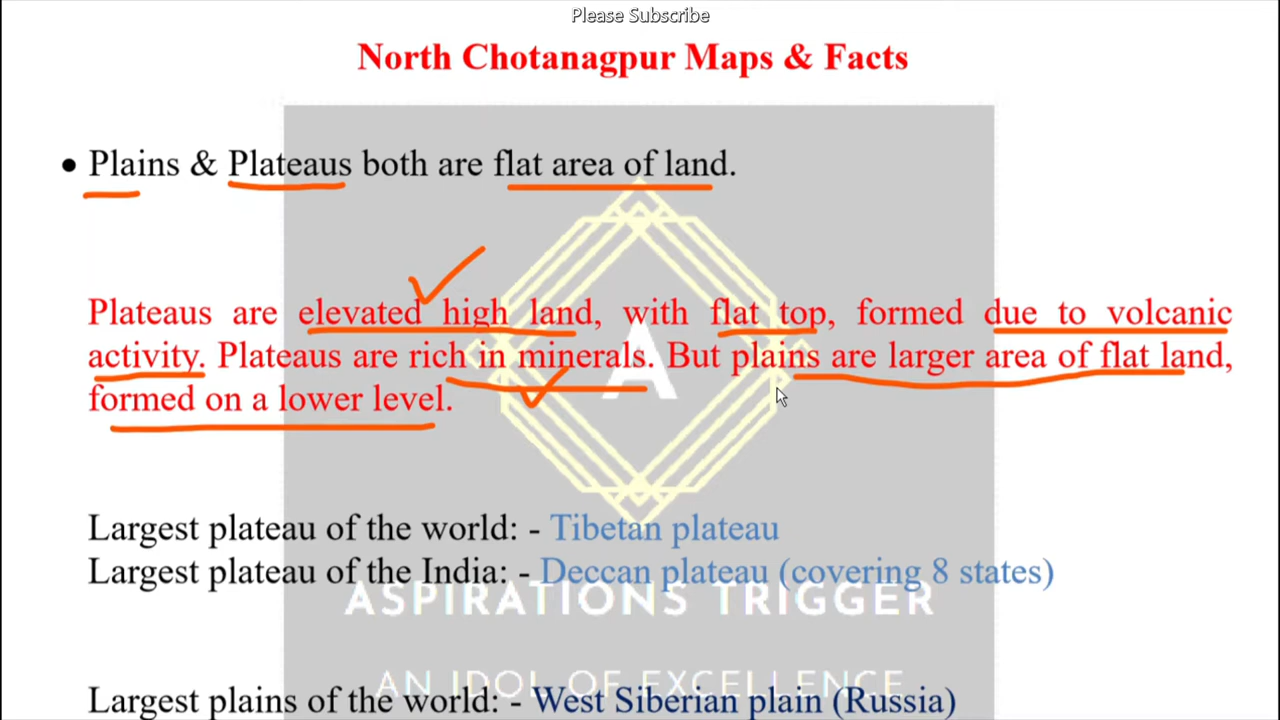 Please Subscribe
North Chotanagpur Maps & Facts
• Plains & Plateaus both are flat area of land.
Plateaus are elevated high land, with flat top, formed due to volcanic
activity. Plateaus are rich in minerals. But plains are larger area of flat land,
formed on a lower level.
A
Largest plateau of the world: - Tibetan plateau
Largest plateau of the India: - Deccan plateau (covering 8 states)
ASPIRATIONS TRIGGER
AN IDOL OF EXCELLENCE
Largest plains of the world: - West Siberian plain (Russia)